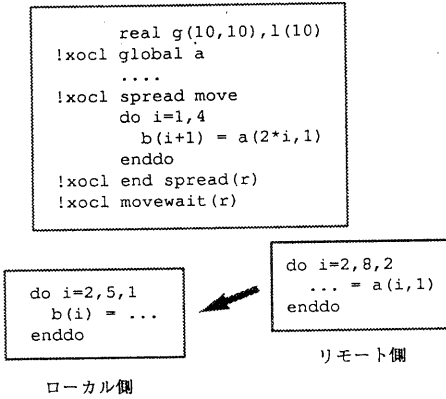 real g(10,10),l(10)
!xocl global a
....
!xocl spread move
do i=1,4
b(i+1) = a(2*i,1)
enddo
!xocl end spread(r)
!xocl movewait(r)
do i=2,8,2
... = a(i,1)
enddo
リモート側
do i=2,5,1
b(i) = ...
enddo
ローカル側